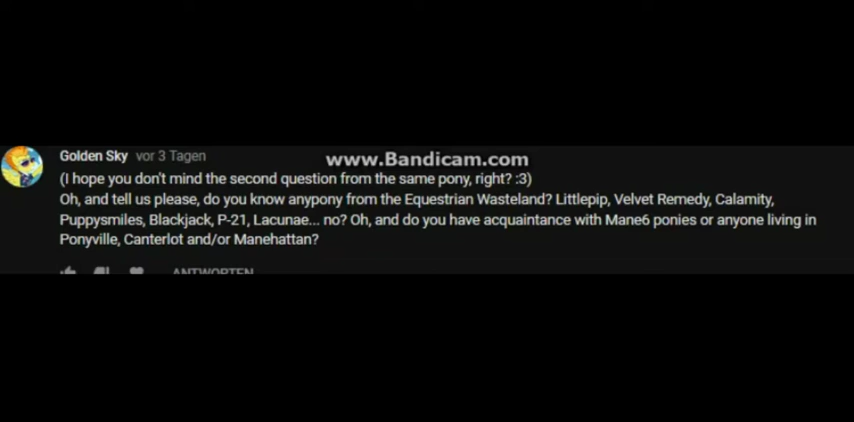 Golden Sky vor 3 Tagen
www.Bandicam.com
(I hope you don't mind the second question from the same pony, right? :3)
Oh, and tell us please, do you know anypony from the Equestrian Wasteland? Littlepip, Velvet Remedy, Calamity,
Puppysmiles, Blackjack, P-21, Lacunae... no? Oh, and do you have acquaintance with Mane6 ponies or anyone living in
Ponyville, Canterlot and/or Manehattan?
ANTWORTEN